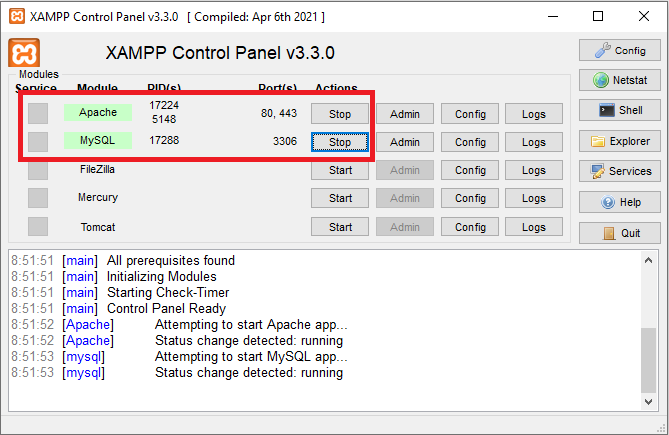 XAMPP Control Panel v3.3.0 [ Compiled: Apr 6th 2021 ]
XAMPP Control Panel v3.3.0
Config
Modules
Service Module PID(s) Port(s) Actions
Netstat
Apache 17224 5148 80, 443 Stop Admin Config Logs
Shell
MySQL 17288 3306 Stop Admin Config Logs
Explorer
FileZilla Start Admin Config Logs
Services
Mercury Start Admin Config Logs
Help
Tomcat Start Admin Config Logs
Quit
8:51:51 [main] All prerequisites found
8:51:51 [main] Initializing Modules
8:51:51 [main] Starting Check-Timer
8:51:51 [main] Control Panel Ready
8:51:52 [Apache] Attempting to start Apache app...
8:51:52 [Apache] Status change detected: running
8:51:53 [mysql] Attempting to start MySQL app...
8:51:53 [mysql] Status change detected: running